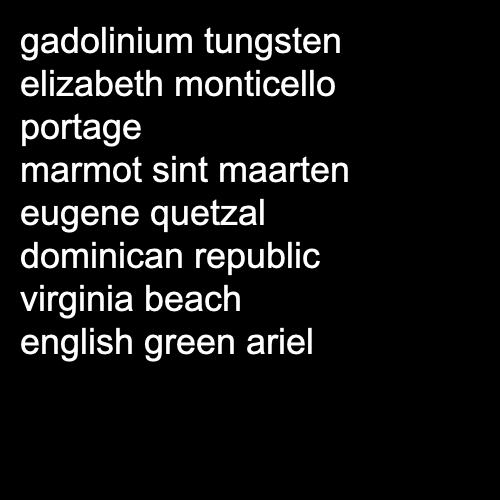 gadolinium tungsten
elizabeth monticello
portage
marmot sint maarten
eugene quetzal
dominican republic
virginia beach
english green ariel